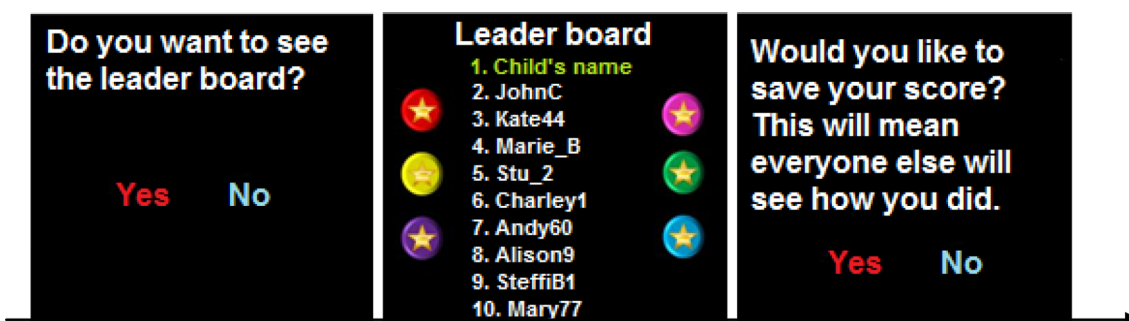 Do you want to see
the leader board?
Yes No
Leader board
1. Child's name
2. JohnC
3. Kate44
4. Marie_B
5. Stu_2
6. Charley1
7. Andy60
8. Alison9
9. SteffiB1
10. Mary77
Would you like to
save your score?
This will mean
everyone else will
see how you did.
Yes No